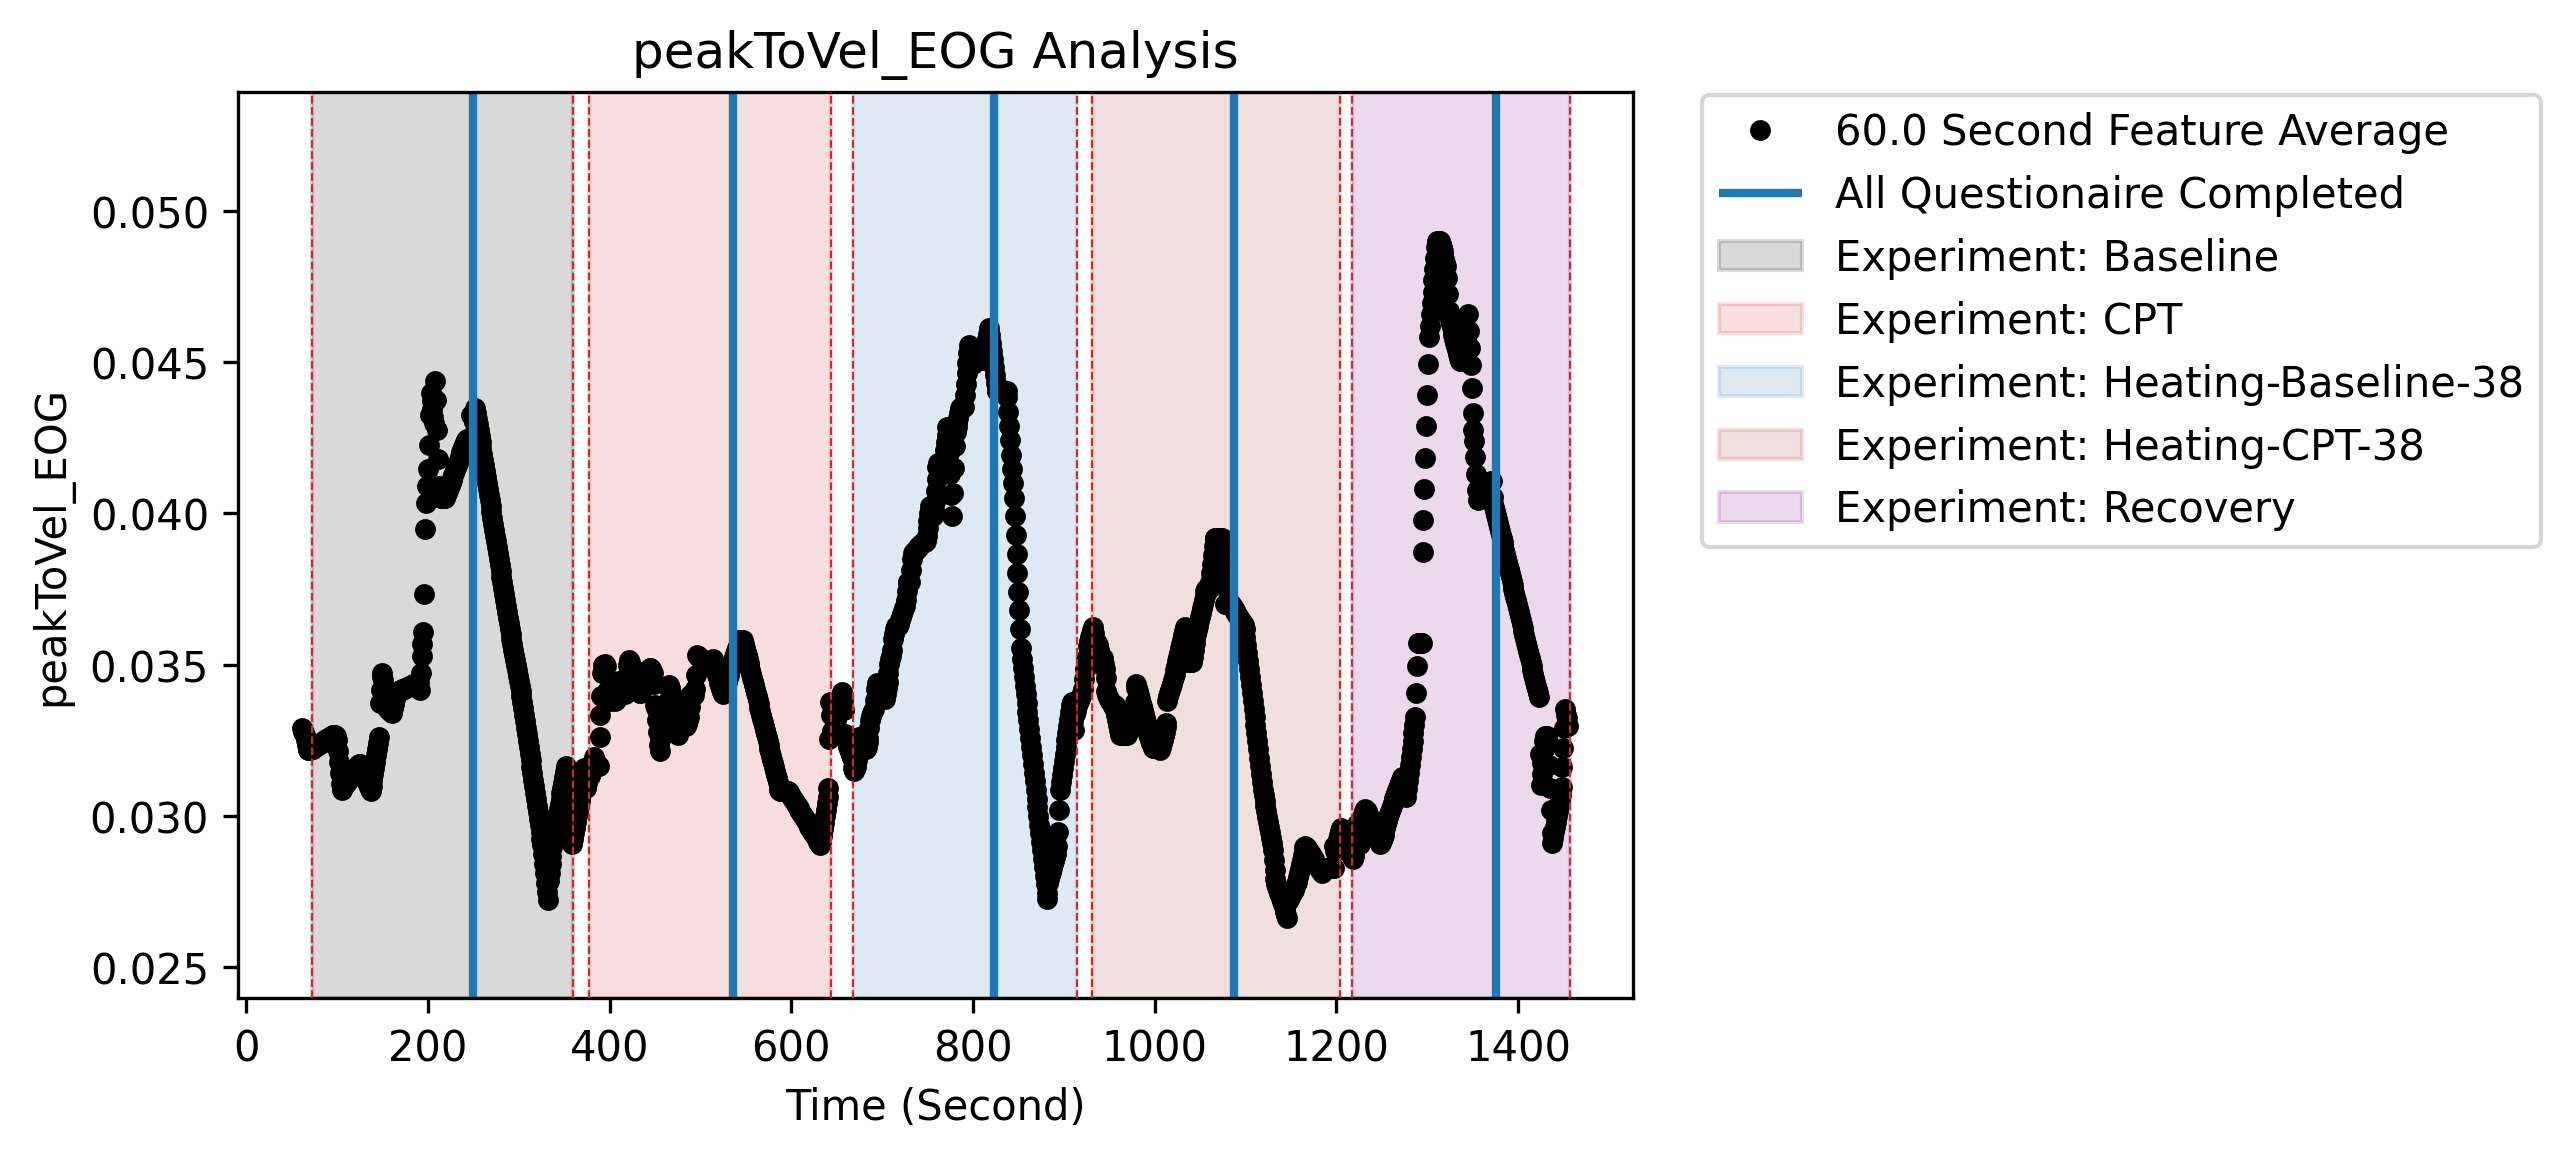 peakToVel_EOG Analysis
peakToVel_EOG
0.050
0.045
0.040
0.035
0.030
0.025
0
200
400
600
800
1000
1200
1400
Time (Second)
60.0 Second Feature Average
All Questionaire Completed
Experiment: Baseline
Experiment: CPT
Experiment: Heating-Baseline-38
Experiment: Heating-CPT-38
Experiment: Recovery